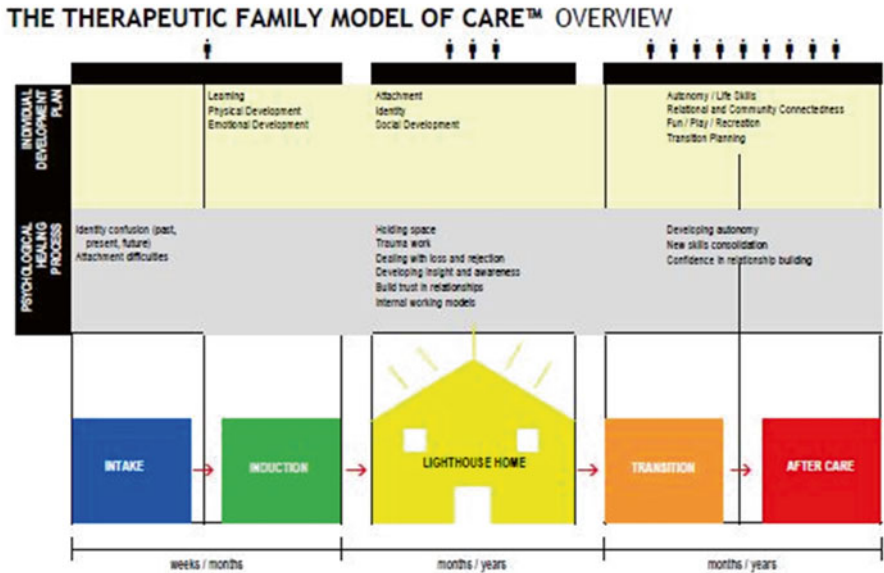 THE THERAPEUTIC FAMILY MODEL OF CARE™ OVERVIEW
INDIVIDUAL
DEVELOPMENT
PLAN
Learning
Physical Development
Emotional Development
Attachment
Identity
Social Development
Autonomy / Life Skills
Relational and Community Connectedness
Fun / Play / Recreation
Transition Planning
PSYCHOLOGICAL
HEALING
PROCESS
Identity confusion (past,
present, future)
Attachment difficulties
Holding space
Trauma work
Dealing with loss and rejection
Developing insight and awareness
Build trust in relationships
Internal working models
Developing autonomy
New skills consolidation
Confidence in relationship building
INTAKE
INDUCTION
LIGHTHOUSE HOME
TRANSITION
AFTER CARE
weeks / months
months / years
months / years